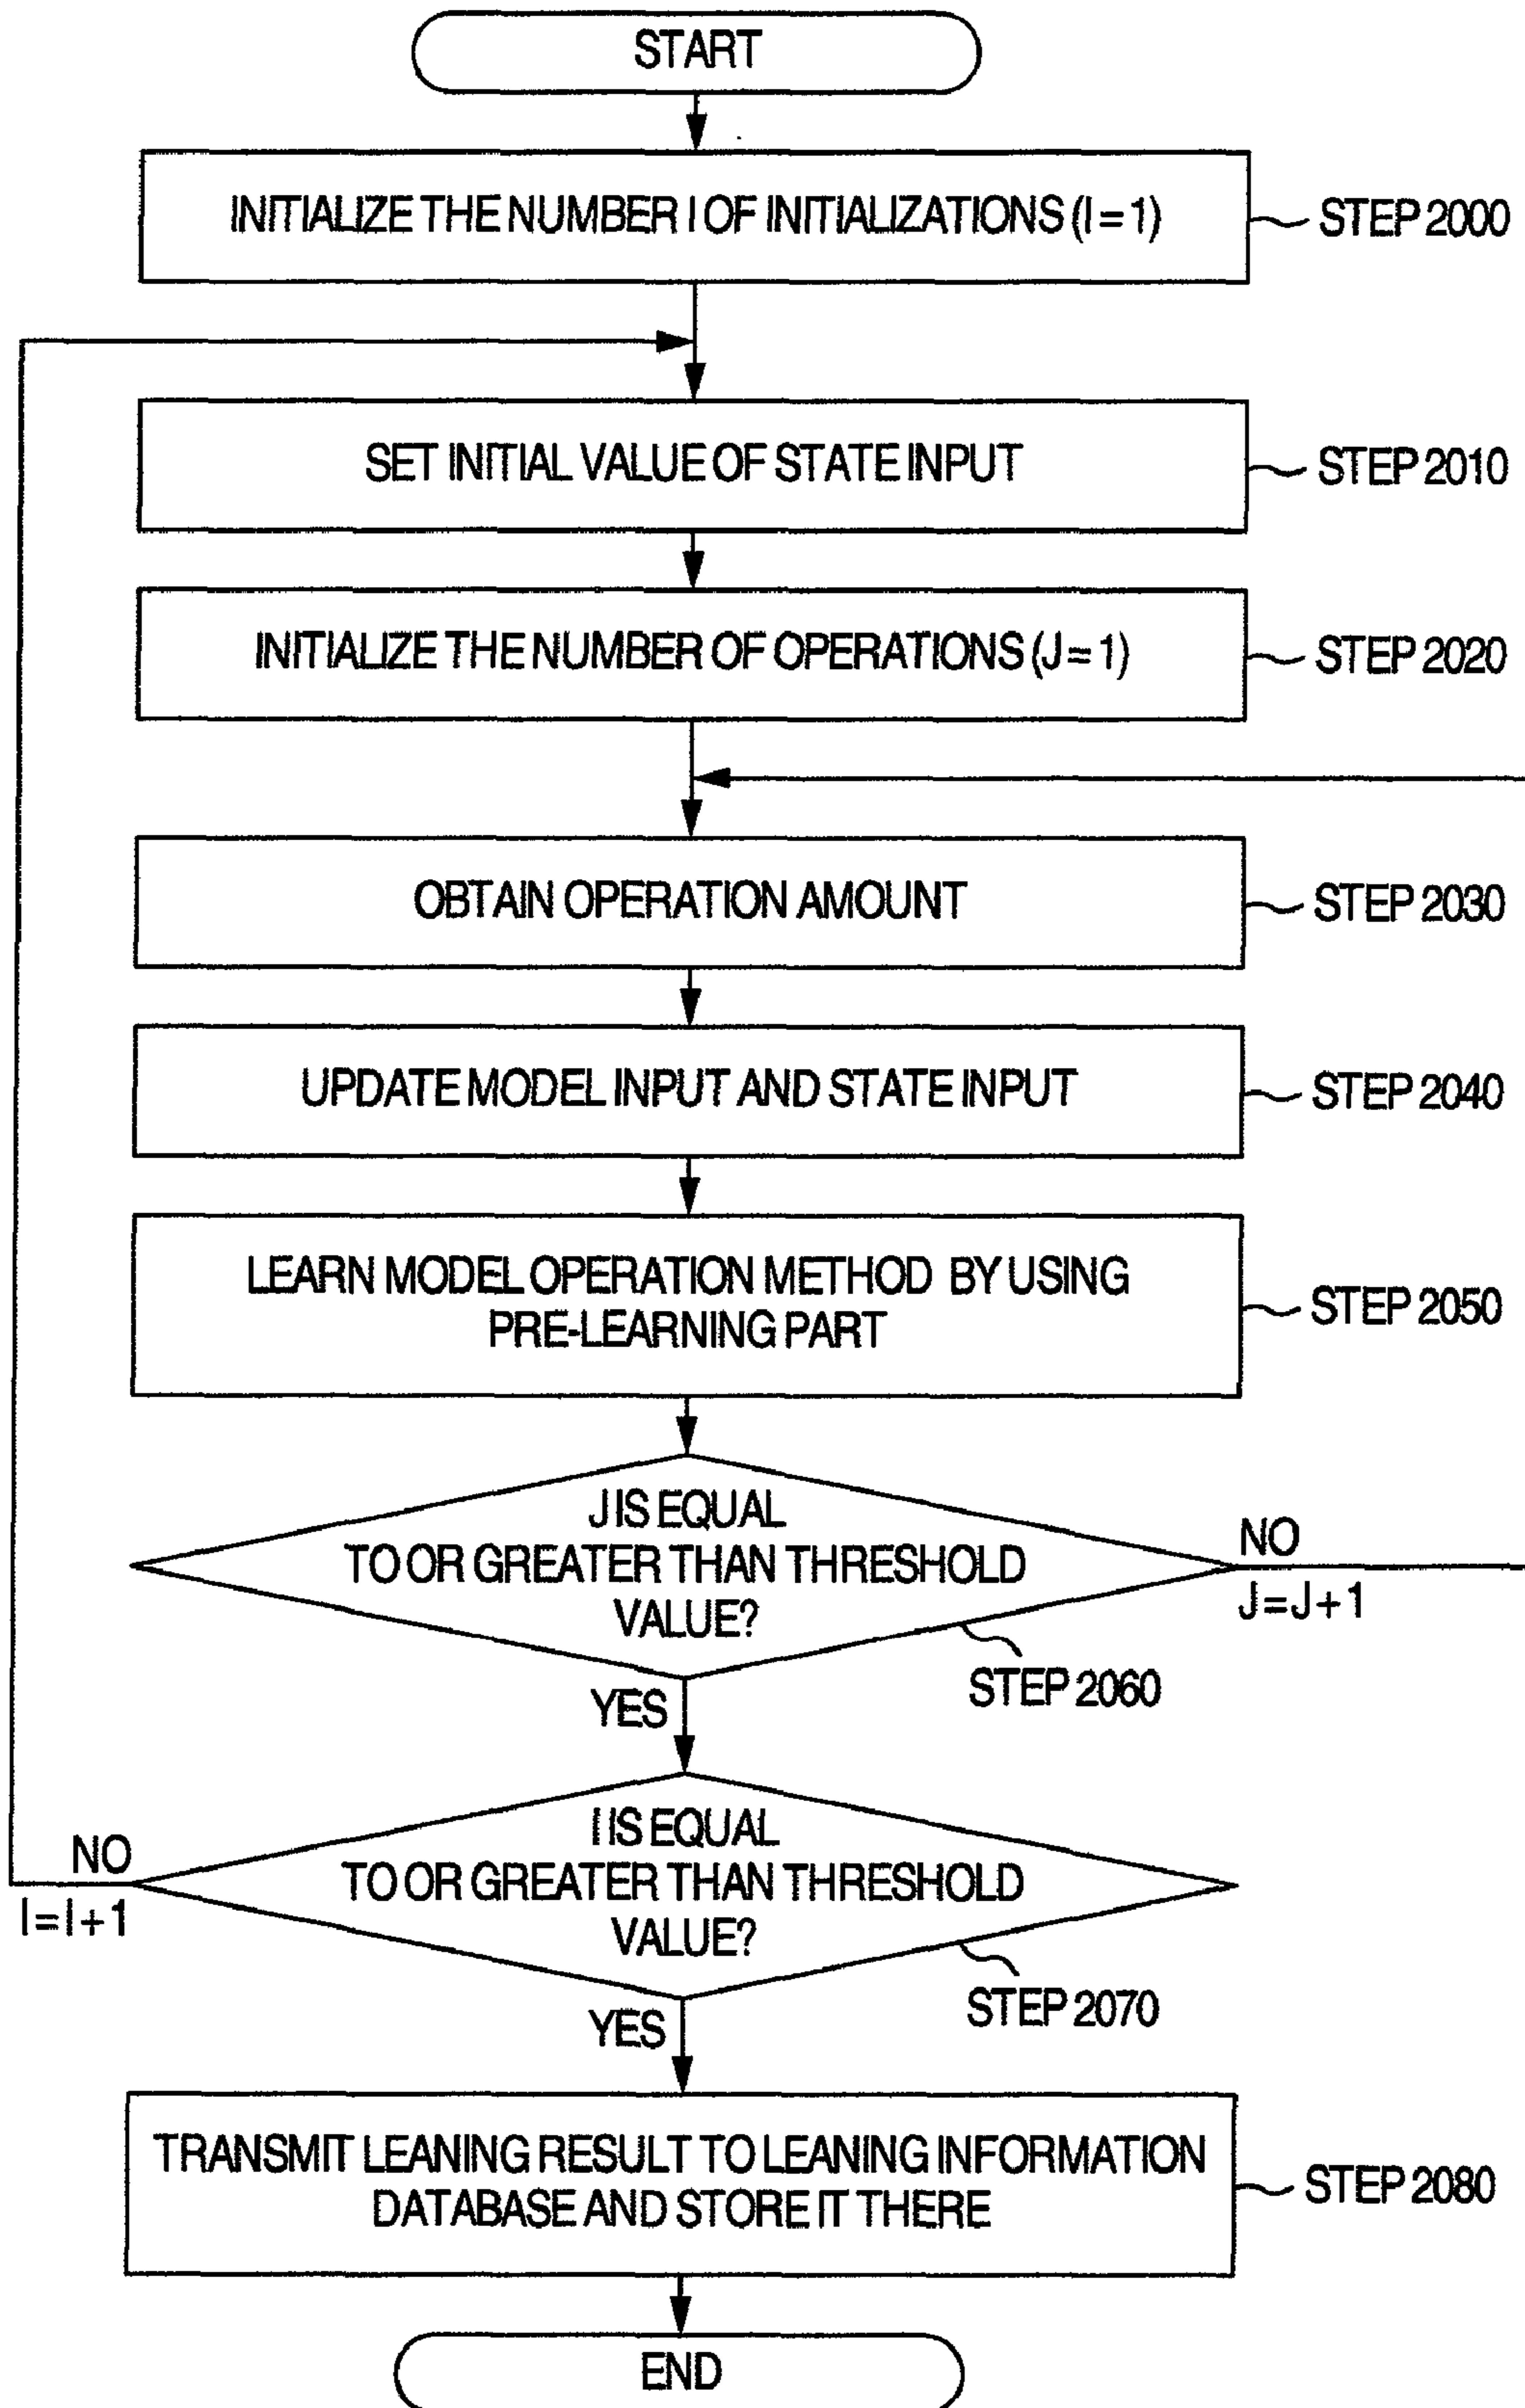 START
INITIALIZE THE NUMBER I OF INITIALIZATIONS (I = 1)
STEP 2000
SET INITIAL VALUE OF STATE INPUT
STEP 2010
INITIALIZE THE NUMBER OF OPERATIONS (J = 1)
STEP 2020
OBTAIN OPERATION AMOUNT
STEP 2030
UPDATE MODEL INPUT AND STATE INPUT
STEP 2040
LEARN MODEL OPERATION METHOD BY USING
PRE-LEARNING PART
STEP 2050
J IS EQUAL
TO OR GREATER THAN THRESHOLD
VALUE?
NO
J=J+1
STEP 2060
YES
I IS EQUAL
TO OR GREATER THAN THRESHOLD
VALUE?
NO
I=I+1
STEP 2070
YES
TRANSMIT LEANING RESULT TO LEANING INFORMATION
DATABASE AND STORE IT THERE
STEP 2080
END